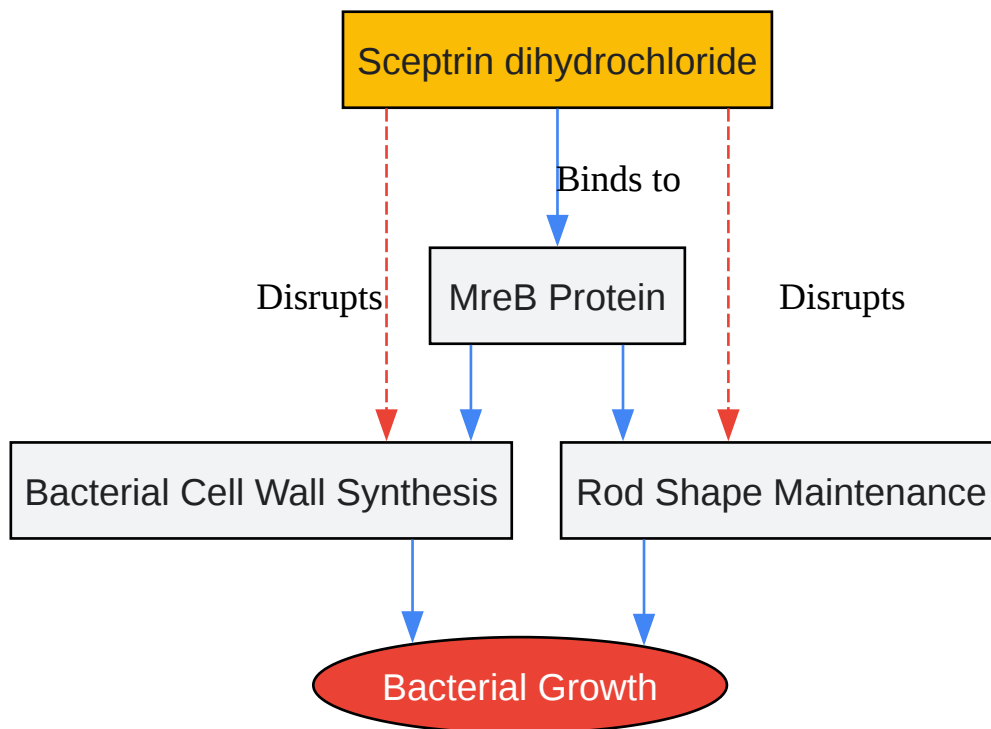 Sceptrin dihydrochloride
Binds to
Disrupts
MreB Protein
Disrupts
Bacterial Cell Wall Synthesis
Rod Shape Maintenance
Bacterial Growth